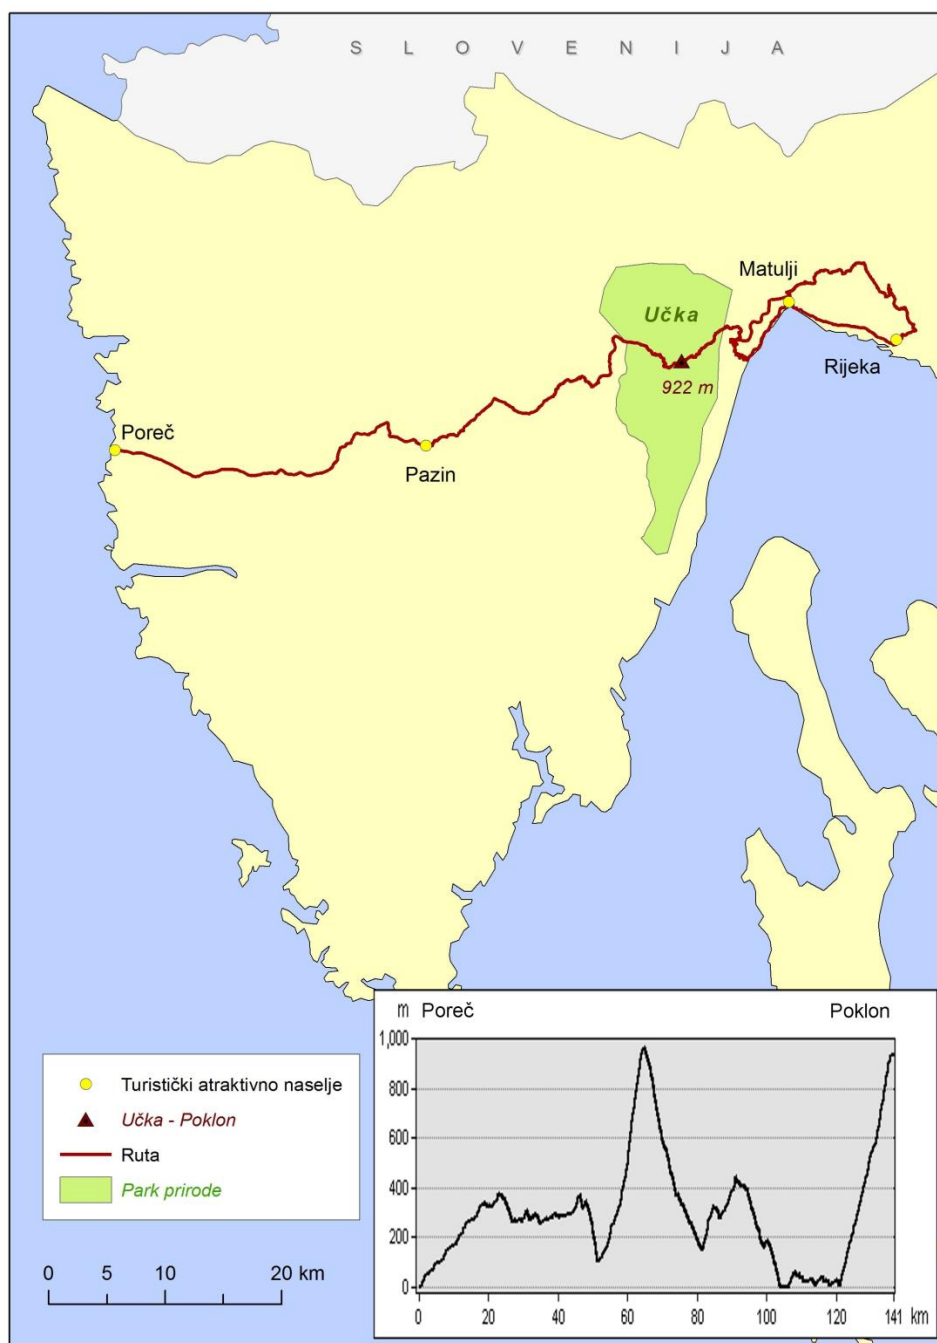 S L O V E N I J A
Matulji
Učka
Rijeka
922 m
Poreč
Pazin
m Poreč Poklon
1,000
800
600
400
200
0
0 20 40 60 80 100 120 141 km
Turistički atraktivno naselje
Učka - Poklon
Ruta
Park prirode
0 5 10 20 km